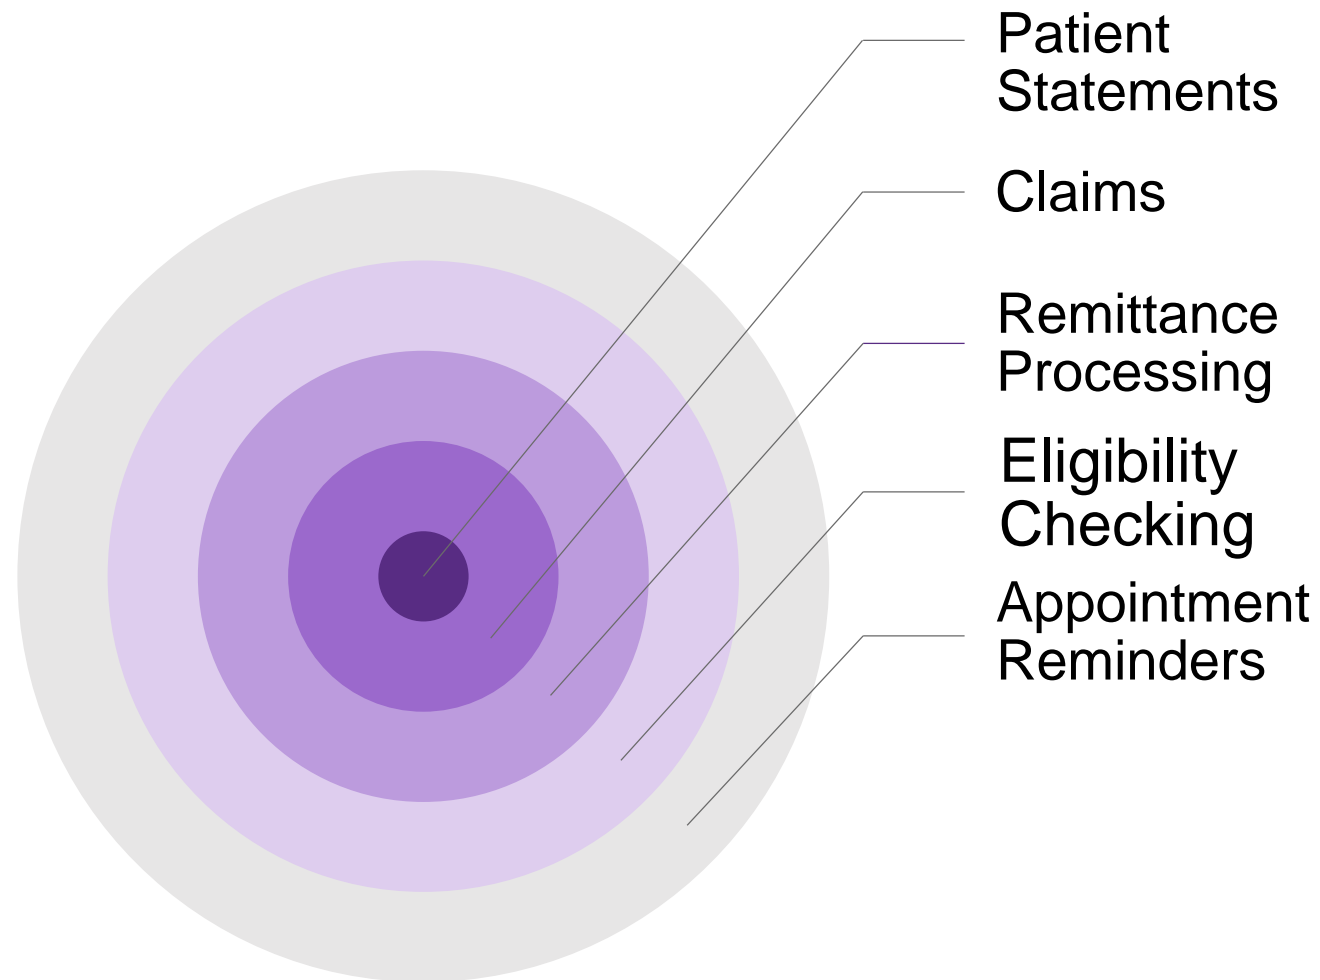 Patient
Statements
Claims
Remittance
Processing
Eligibility
Checking
Appointment
Reminders